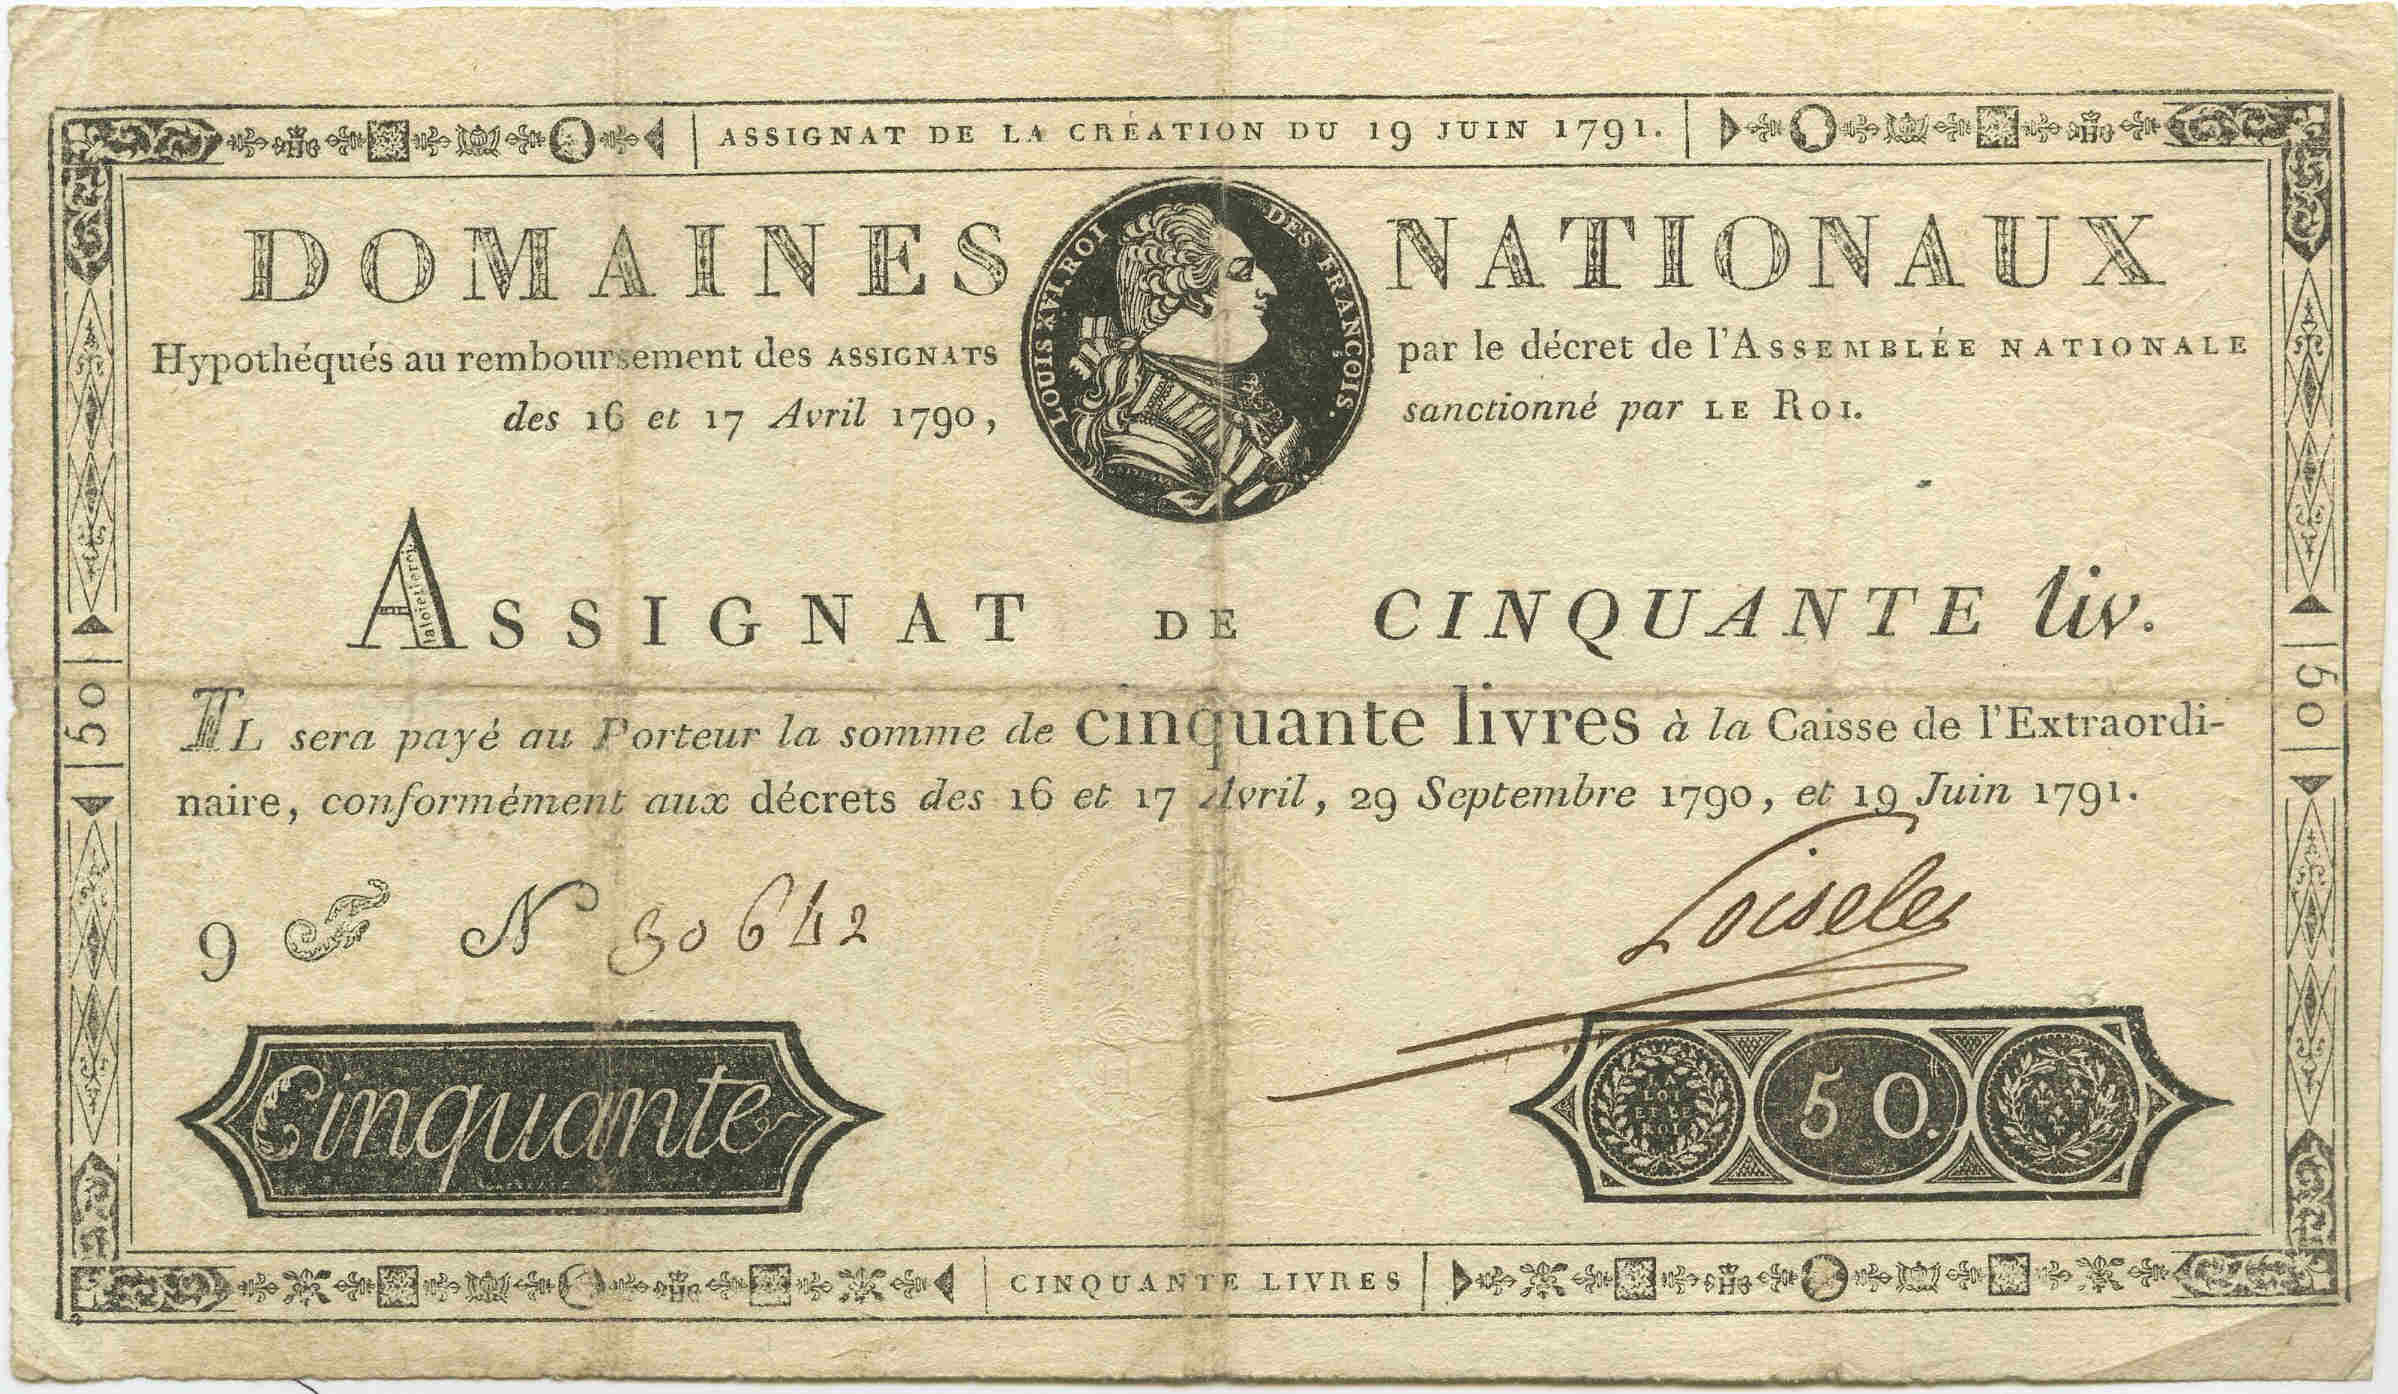 ASSIGNAT DE LA CRÉATION DU 19 JUIN 1791.
DOMAINES NATIONAUX
LOUIS XVI. ROI DES FRANÇOIS.
Hypothéqués au remboursement des ASSIGNATS par le décret de l'ASSEMBLÉE NATIONALE
des 16 et 17 Avril 1790, sanctionné par LE ROI.
ASSIGNAT DE CINQUANTE liv.
laloietleroi.
IL sera payé au Porteur la somme de cinquante livres à la Caisse de l'Extraordi-
naire, conformément aux décrets des 16 et 17 Avril, 29 Septembre 1790, et 19 Juin 1791.
50
50
9 F N 30642
Loiseles
Cinquante
LA
LOI
ET LE
ROI
50.
CINQUANTE LIVRES